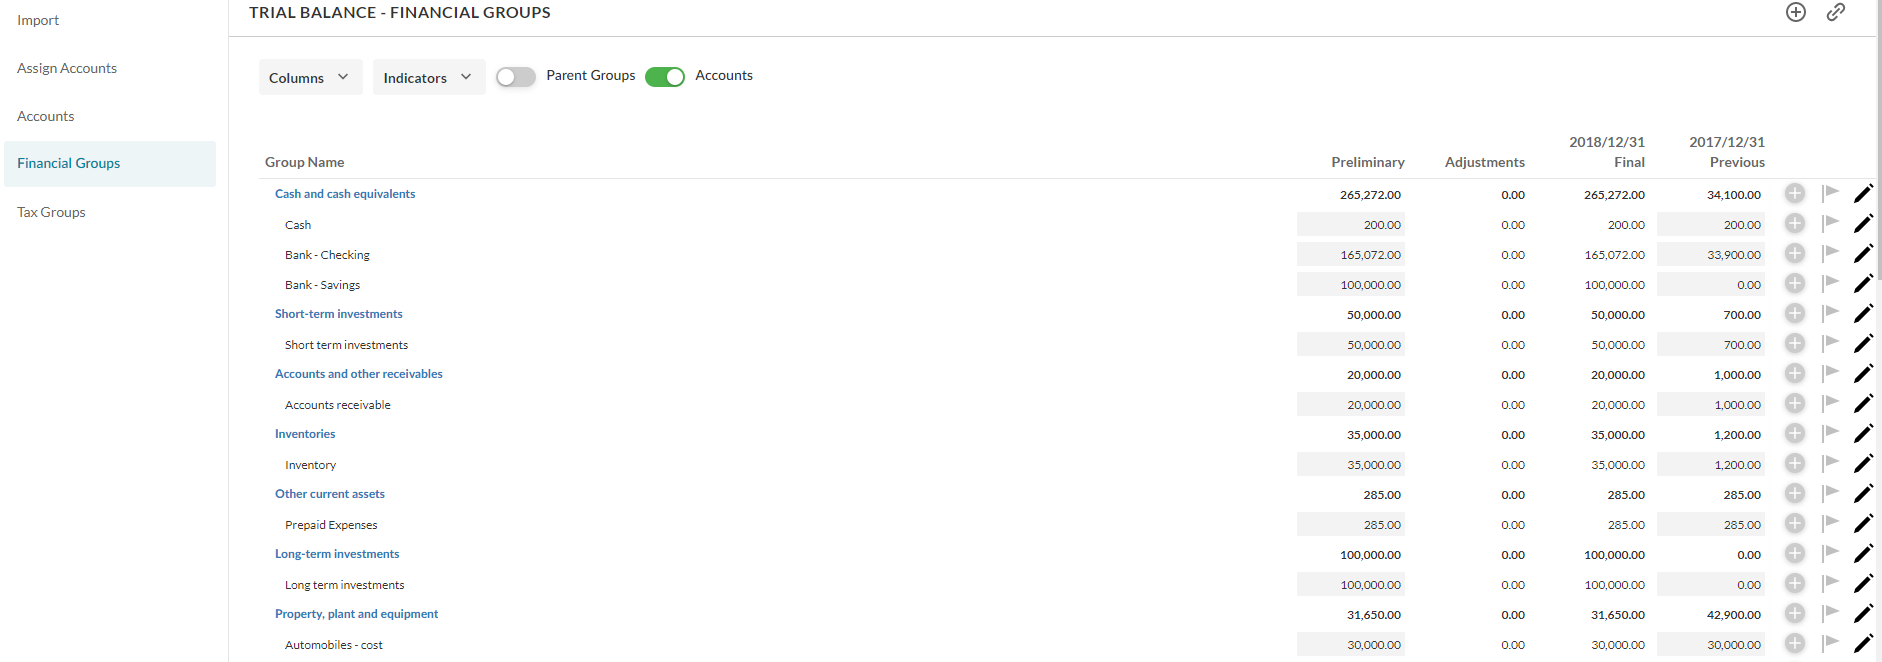 Import
Assign Accounts
Accounts
Financial Groups
Tax Groups
TRIAL BALANCE - FINANCIAL GROUPS
Columns Indicators Parent Groups Accounts
2018/12/31 2017/12/31
Group Name Preliminary Adjustments Final Previous
Cash and cash equivalents 265,272.00 0.00 265,272.00 34,100.00
Cash 200.00 0.00 200.00 200.00
Bank - Checking 165,072.00 0.00 165,072.00 33,900.00
Bank - Savings 100,000.00 0.00 100,000.00 0.00
Short-term investments 50,000.00 0.00 50,000.00 700.00
Short term investments 50,000.00 0.00 50,000.00 700.00
Accounts and other receivables 20,000.00 0.00 20,000.00 1,000.00
Accounts receivable 20,000.00 0.00 20,000.00 1,000.00
Inventories 35,000.00 0.00 35,000.00 1,200.00
Inventory 35,000.00 0.00 35,000.00 1,200.00
Other current assets 285.00 0.00 285.00 285.00
Prepaid Expenses 285.00 0.00 285.00 285.00
Long-term investments 100,000.00 0.00 100,000.00 0.00
Long term investments 100,000.00 0.00 100,000.00 0.00
Property, plant and equipment 31,650.00 0.00 31,650.00 42,900.00
Automobiles - cost 30,000.00 0.00 30,000.00 30,000.00